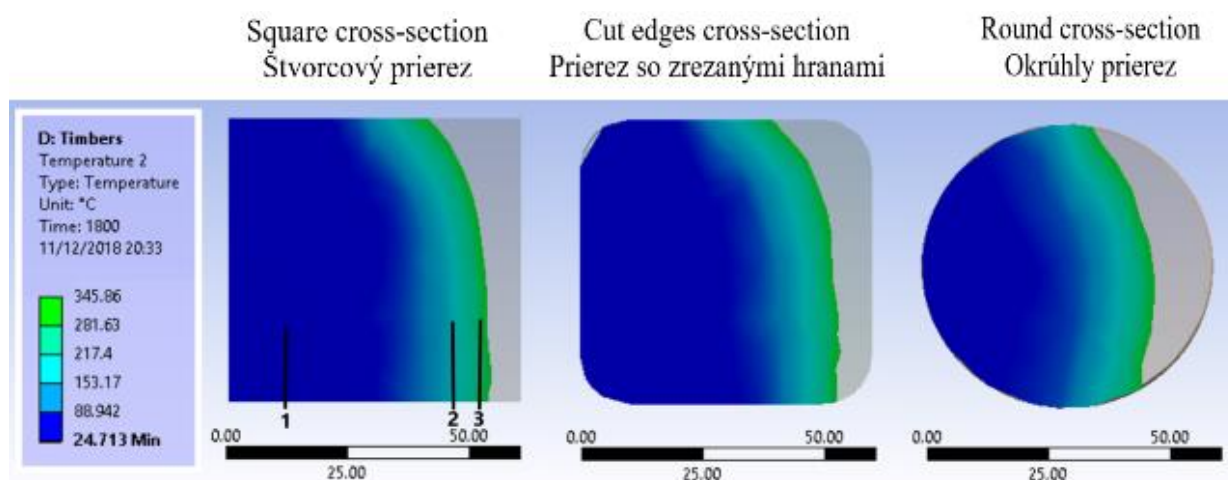 Square cross-section
Štvorcový prierez
Cut edges cross-section
Prierez so zrezanými hranami
Round cross-section
Okrúhly prierez
D: Timbers
Temperature 2
Type: Temperature
Unit: °C
Time: 1800
11/12/2018 20:33
345.86
281.63
217.4
153.17
88.942
24.713 Min
1
2
3
0.00
50.00
25.00
0.00
50.00
25.00
0.00
50.00
25.00